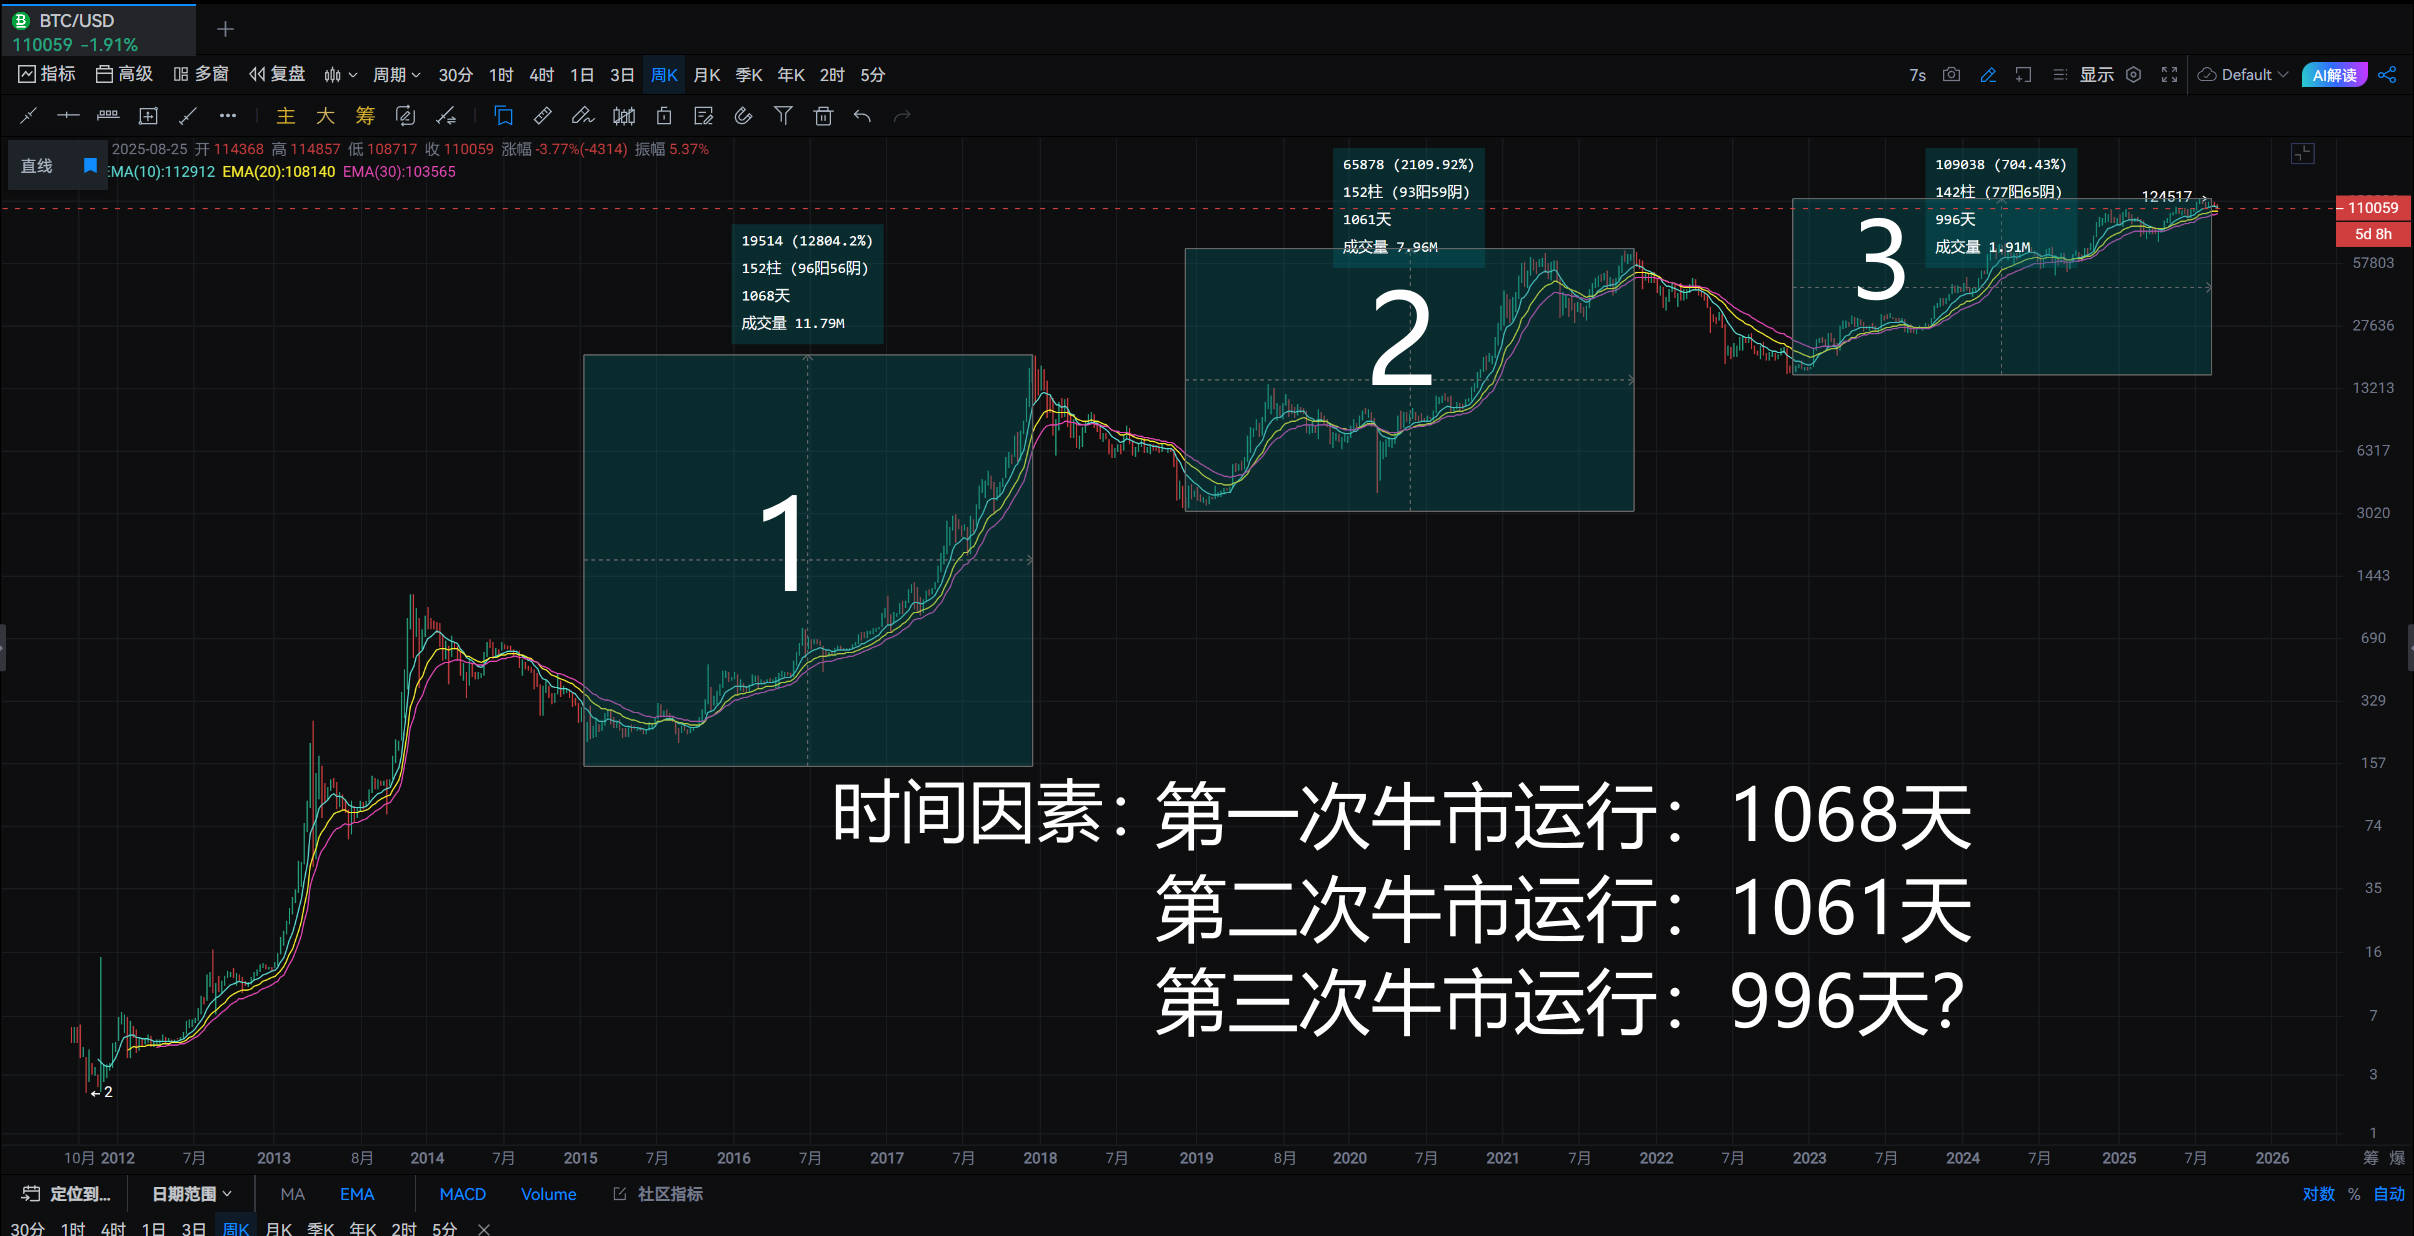 BTC/USD
110059 -1.91%
指标 高级 多窗 复盘 周期 30分 1时 4时 1日 3日 周K 月K 季K 年K 2时 5分 7s 显示 Default AI解读
主 大 筹
直线
2025-08-25 开 114368 高 114857 低 108717 收 110059 涨幅 -3.77%(-4314) 振幅 5.37%
EMA(10):112912 EMA(20):108140 EMA(30):103565
19514 (12804.2%)
152柱 (96阳56阴)
1068天
成交量 11.79M
1
65878 (2109.92%)
152柱 (93阳59阴)
1061天
成交量 7.96M
2
109038 (704.43%)
142柱 (77阳65阴)
996天
成交量 1.91M
3
124517
110059
5d 8h
57803
27636
13213
6317
3020
1443
690
329
157
74
35
16
7
3
1
←2
时间因素：第一次牛市运行：1068天
第二次牛市运行：1061天
第三次牛市运行：996天?
10月 2012 7月 2013 8月 2014 7月 2015 7月 2016 7月 2017 7月 2018 7月 2019 8月 2020 7月 2021 7月 2022 7月 2023 7月 2024 7月 2025 7月 2026 筹 爆
定位到... 日期范围 MA EMA MACD Volume 社区指标 对数 % 自动
30分 1时 4时 1日 3日 周K 月K 季K 年K 2时 5分